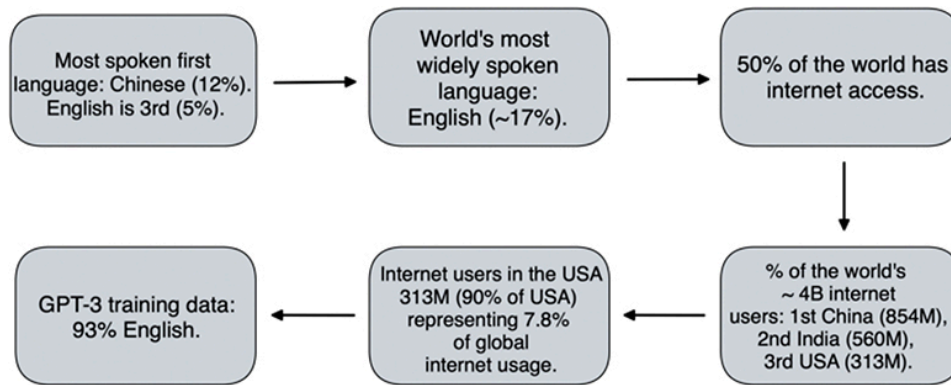 Most spoken first
language: Chinese (12%).
English is 3rd (5%).
World's most
widely spoken
language:
English (~17%).
50% of the world has
internet access.
% of the world's
~ 4B internet
users: 1st China (854M),
2nd India (560M),
3rd USA (313M).
Internet users in the USA
313M (90% of USA)
representing 7.8%
of global
internet usage.
GPT-3 training data:
93% English.